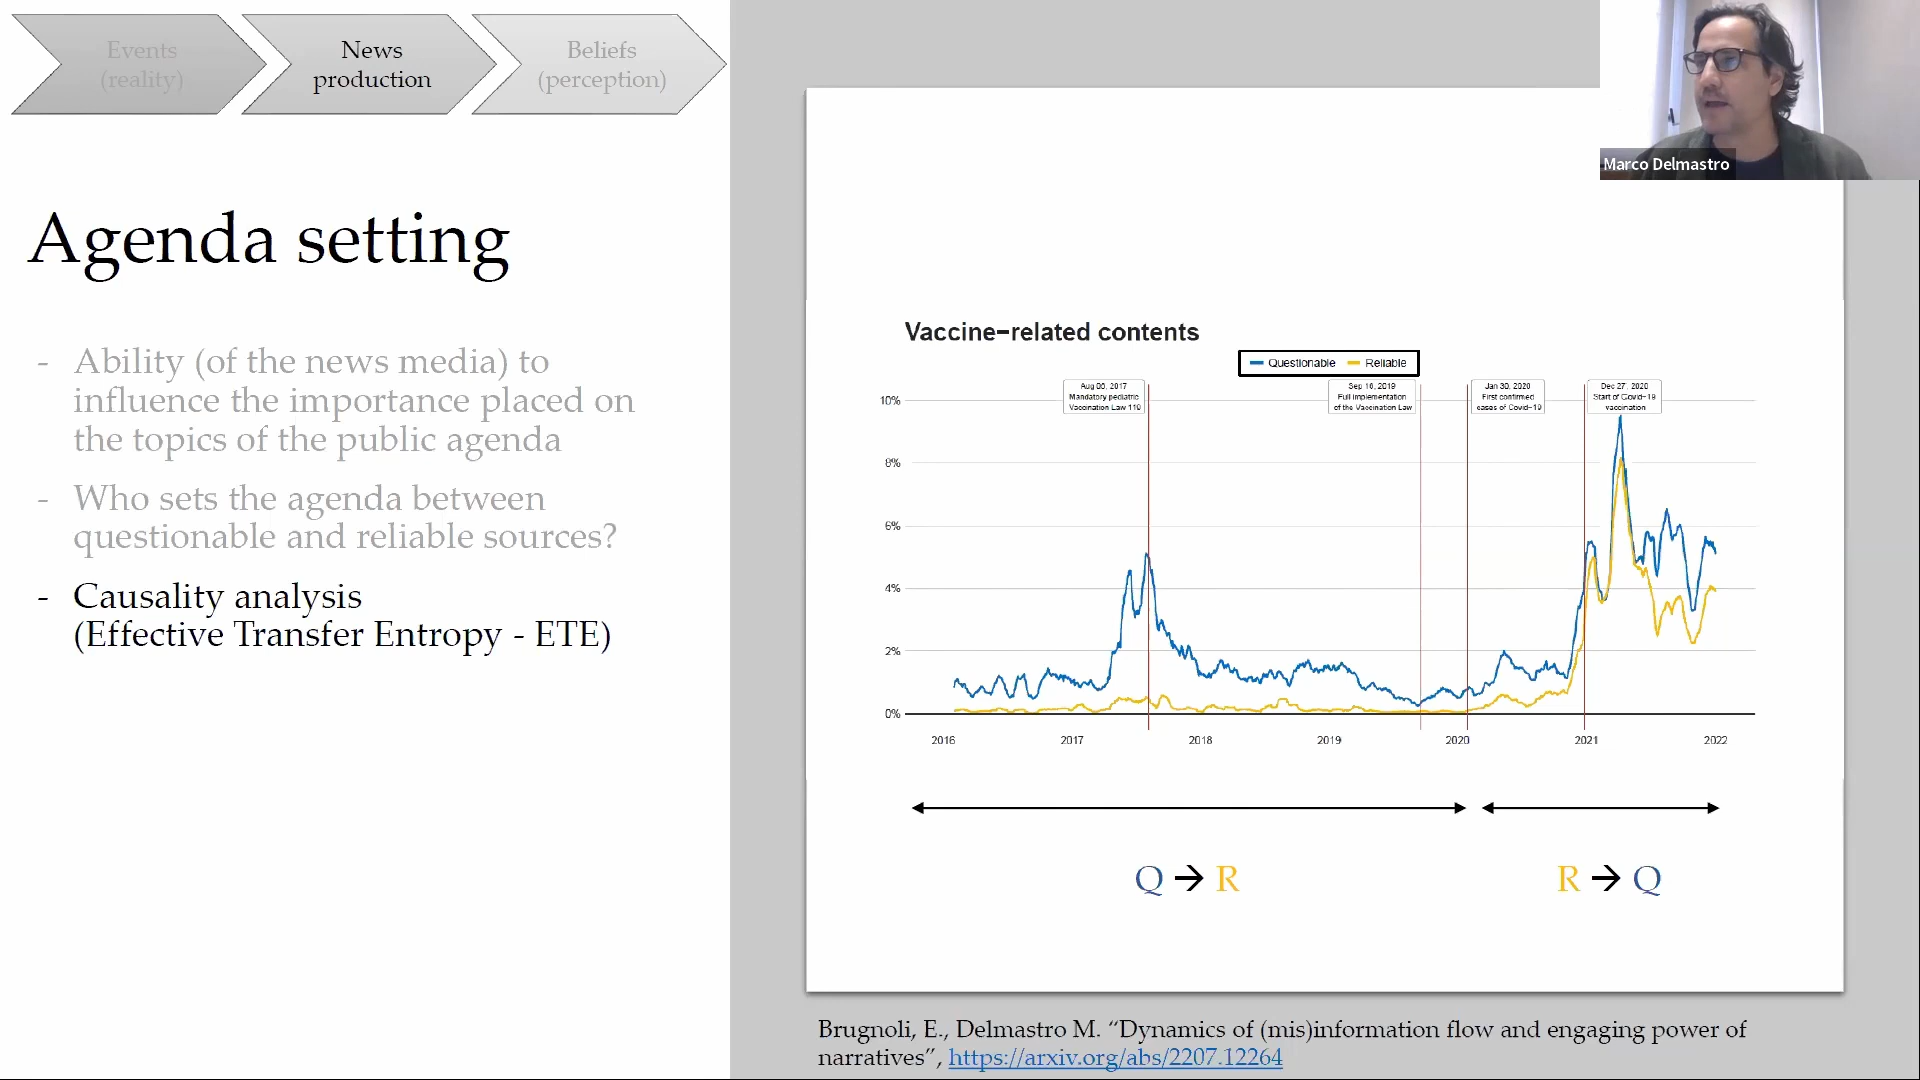 Events
(reality)
News
production
Beliefs
(perception)
Marco Delmastro
Agenda setting
- Ability (of the news media) to
influence the importance placed on
the topics of the public agenda
- Who sets the agenda between
questionable and reliable sources?
- Causality analysis
(Effective Transfer Entropy - ETE)
Vaccine−related contents
Questionable Reliable
Aug 06, 2017
Mandatory pediatric
Vaccination Law 119
Sep 16, 2019
Full implementation
of the Vaccination Law
Jan 30, 2020
First confirmed
cases of Covid−19
Dec 27, 2020
Start of Covid−19
vaccination
10%
8%
6%
4%
2%
0%
2016 2017 2018 2019 2020 2021 2022
Q → R
R → Q
Brugnoli, E., Delmastro M. “Dynamics of (mis)information flow and engaging power of
narratives”, https://arxiv.org/abs/2207.12264